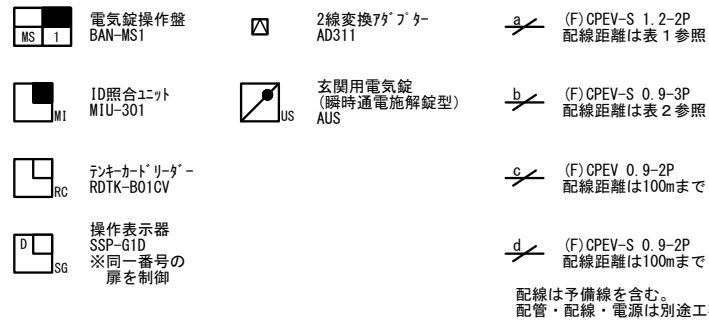 MS 1
電気錠操作盤
BAN-MS1
MI
ID照合ﾕﾆｯﾄ
MIU-301
RC
ﾃﾝｷｰｶｰﾄﾞﾘｰﾀﾞｰ
RDTK-B01CV
D
SG
操作表示器
SSP-G1D
※同一番号の
扉を制御
2線変換ｱﾀﾞﾌﾟﾀｰ
AD311
US
玄関用電気錠
(瞬時通電施解錠型)
AUS
a
(F)CPEV-S 1.2-2P
配線距離は表１参照
b
(F)CPEV-S 0.9-3P
配線距離は表２参照
c
(F)CPEV 0.9-2P
配線距離は100mまで
d
(F)CPEV-S 0.9-2P
配線距離は100mまで
配線は予備線を含む。
配管・配線・電源は別途工